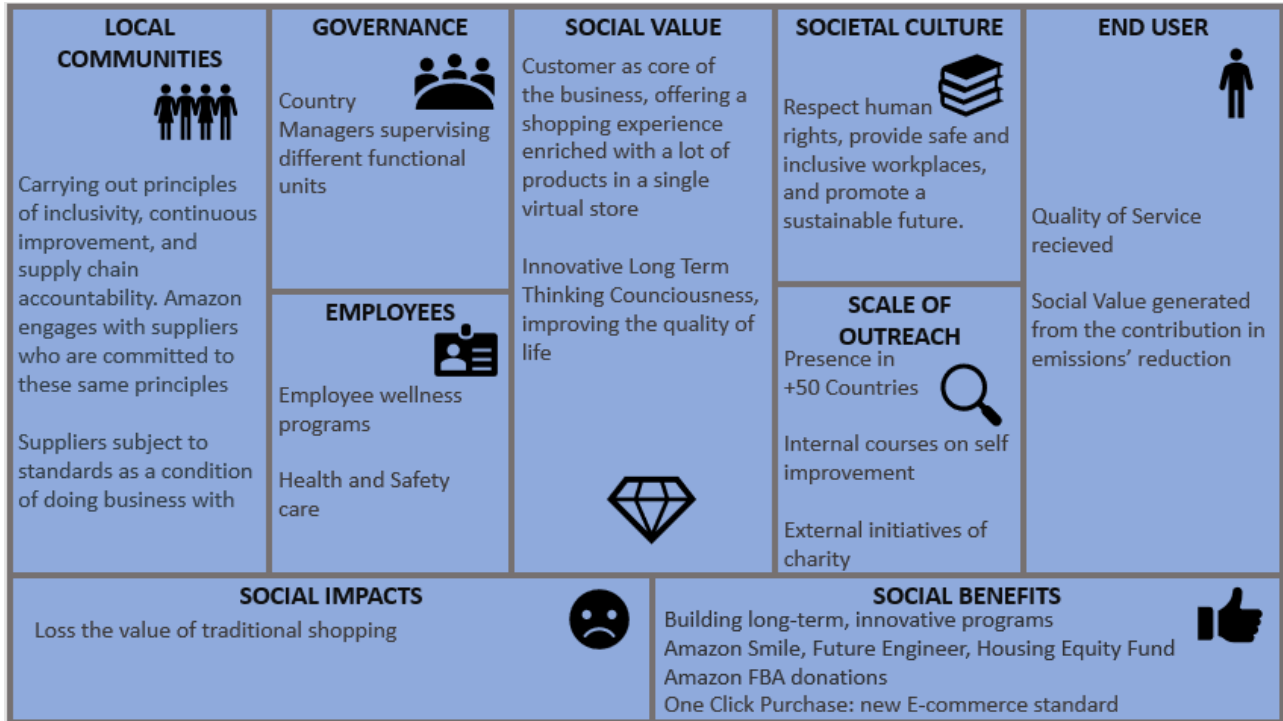 LOCAL
COMMUNITIES
Carrying out principles
of inclusivity, continuous
improvement, and
supply chain
accountability. Amazon
engages with suppliers
who are committed to
these same principles
Suppliers subject to
standards as a condition
of doing business with
GOVERNANCE
Country
Managers supervising
different functional
units
EMPLOYEES
Employee wellness
programs
Health and Safety
care
SOCIAL VALUE
Customer as core of
the business, offering a
shopping experience
enriched with a lot of
products in a single
virtual store
Innovative Long Term
Thinking Counciousness,
improving the quality of
life
SOCIETAL CULTURE
Respect human
rights, provide safe and
inclusive workplaces,
and promote a
sustainable future.
SCALE OF
OUTREACH
Presence in
+50 Countries
Internal courses on self
improvement
External initiatives of
charity
END USER
Quality of Service
recieved
Social Value generated
from the contribution in
emissions’ reduction
SOCIAL IMPACTS
Loss the value of traditional shopping
SOCIAL BENEFITS
Building long-term, innovative programs
Amazon Smile, Future Engineer, Housing Equity Fund
Amazon FBA donations
One Click Purchase: new E-commerce standard